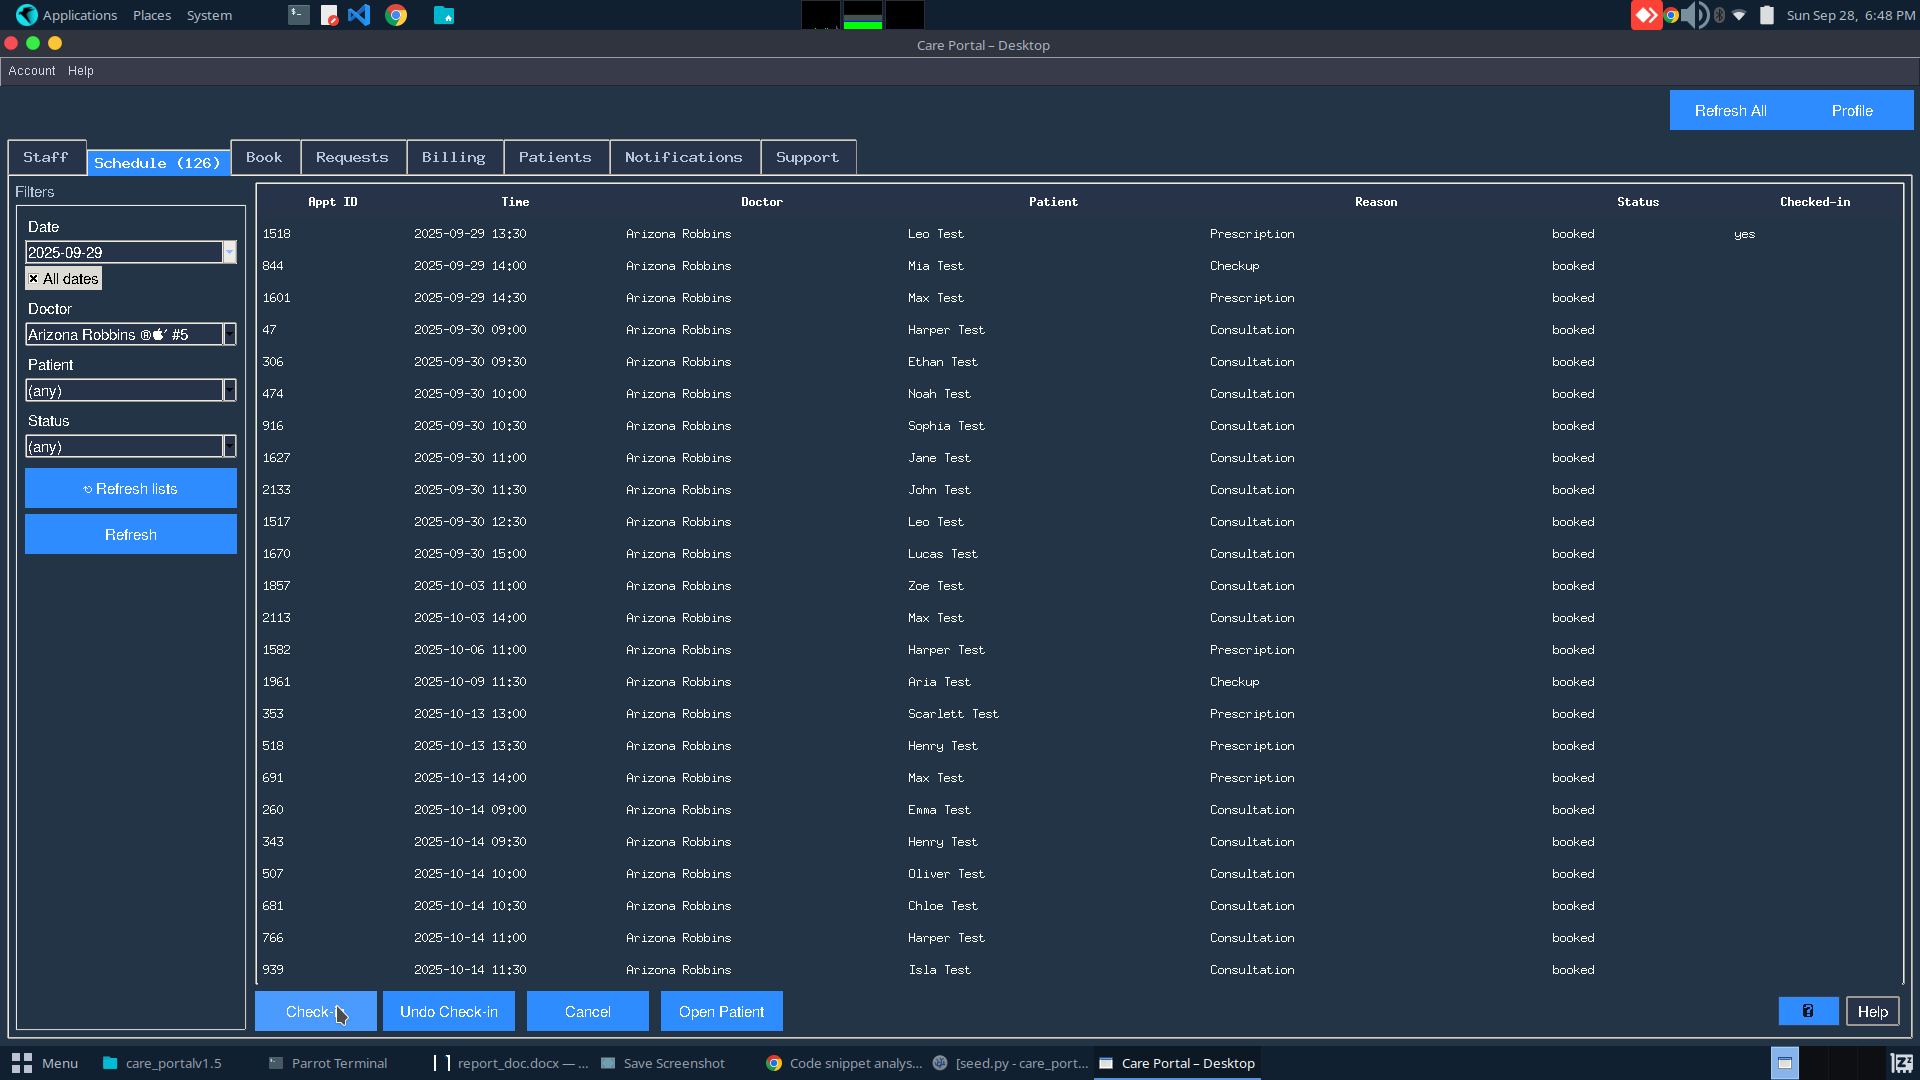 Applications Places System
Sun Sep 28, 6:48 PM
Care Portal – Desktop
Account Help
Refresh All Profile
Staff Schedule (126) Book Requests Billing Patients Notifications Support
Filters
Date
2025-09-29
All dates
Doctor
Arizona Robbins #5
Patient
(any)
Status
(any)
Refresh lists
Refresh
Appt ID Time Doctor Patient Reason Status Checked-in
1518 2025-09-29 13:30 Arizona Robbins Leo Test Prescription booked yes
844 2025-09-29 14:00 Arizona Robbins Mia Test Checkup booked
1601 2025-09-29 14:30 Arizona Robbins Max Test Prescription booked
47 2025-09-30 09:00 Arizona Robbins Harper Test Consultation booked
306 2025-09-30 09:30 Arizona Robbins Ethan Test Consultation booked
474 2025-09-30 10:00 Arizona Robbins Noah Test Consultation booked
916 2025-09-30 10:30 Arizona Robbins Sophia Test Consultation booked
1627 2025-09-30 11:00 Arizona Robbins Jane Test Consultation booked
2133 2025-09-30 11:30 Arizona Robbins John Test Consultation booked
1517 2025-09-30 12:30 Arizona Robbins Leo Test Consultation booked
1670 2025-09-30 15:00 Arizona Robbins Lucas Test Consultation booked
1857 2025-10-03 11:00 Arizona Robbins Zoe Test Consultation booked
2113 2025-10-03 14:00 Arizona Robbins Max Test Consultation booked
1582 2025-10-06 11:00 Arizona Robbins Harper Test Prescription booked
1961 2025-10-09 11:30 Arizona Robbins Aria Test Checkup booked
353 2025-10-13 13:00 Arizona Robbins Scarlett Test Prescription booked
518 2025-10-13 13:30 Arizona Robbins Henry Test Prescription booked
691 2025-10-13 14:00 Arizona Robbins Max Test Prescription booked
260 2025-10-14 09:00 Arizona Robbins Emma Test Consultation booked
343 2025-10-14 09:30 Arizona Robbins Henry Test Consultation booked
507 2025-10-14 10:00 Arizona Robbins Oliver Test Consultation booked
681 2025-10-14 10:30 Arizona Robbins Chloe Test Consultation booked
766 2025-10-14 11:00 Arizona Robbins Harper Test Consultation booked
939 2025-10-14 11:30 Arizona Robbins Isla Test Consultation booked
Check-in Undo Check-in Cancel Open Patient Help
Menu care_portalv1.5 Parrot Terminal report_doc.docx — ... Save Screenshot Code snippet analys... [seed.py - care_port... Care Portal – Desktop